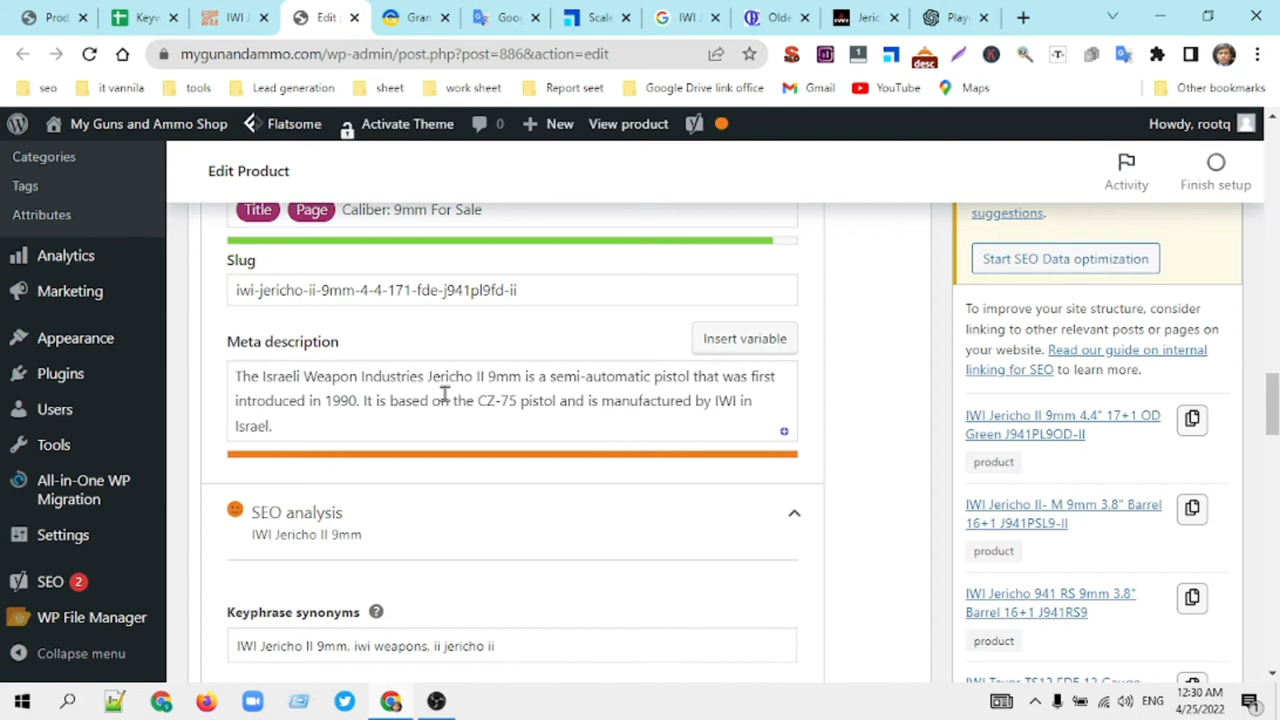 Prod
Keyw
IWI J
Edit p
Gran
Goo
Scale
IWI J
Olde
Jeric
Play
mygunandammo.com/wp-admin/post.php?post=886&action=edit
desc
seo
it vannila
tools
Lead generation
sheet
work sheet
Report seet
Google Drive link office
Gmail
YouTube
Maps
Other bookmarks
My Guns and Ammo Shop
Flatsome
Activate Theme
0
New
View product
Howdy, rootq
Categories
Tags
Attributes
Analytics
Marketing
Appearance
Plugins
Users
Tools
All-in-One WP
Migration
Settings
SEO 2
WP File Manager
Collapse menu
Edit Product
Activity
Finish setup
Title Page Caliber: 9mm For Sale
Slug
iwi-jericho-ii-9mm-4-4-171-fde-j941pl9fd-ii
Meta description
Insert variable
The Israeli Weapon Industries Jericho II 9mm is a semi-automatic pistol that was first
introduced in 1990. It is based on the CZ-75 pistol and is manufactured by IWI in
Israel.
SEO analysis
IWI Jericho II 9mm
Keyphrase synonyms
IWI Jericho II 9mm, iwi weapons, ii jericho ii
suggestions.
Start SEO Data optimization
To improve your site structure, consider
linking to other relevant posts or pages on
your website. Read our guide on internal
linking for SEO to learn more.
IWI Jericho II 9mm 4.4" 17+1 OD
Green J941PL9OD-II
product
IWI Jericho II- M 9mm 3.8" Barrel
16+1 J941PSL9-II
product
IWI Jericho 941 RS 9mm 3.8"
Barrel 16+1 J941RS9
product
IWI Tavor TS12 FDE 12 Gauge
ENG
12:30 AM
4/25/2022